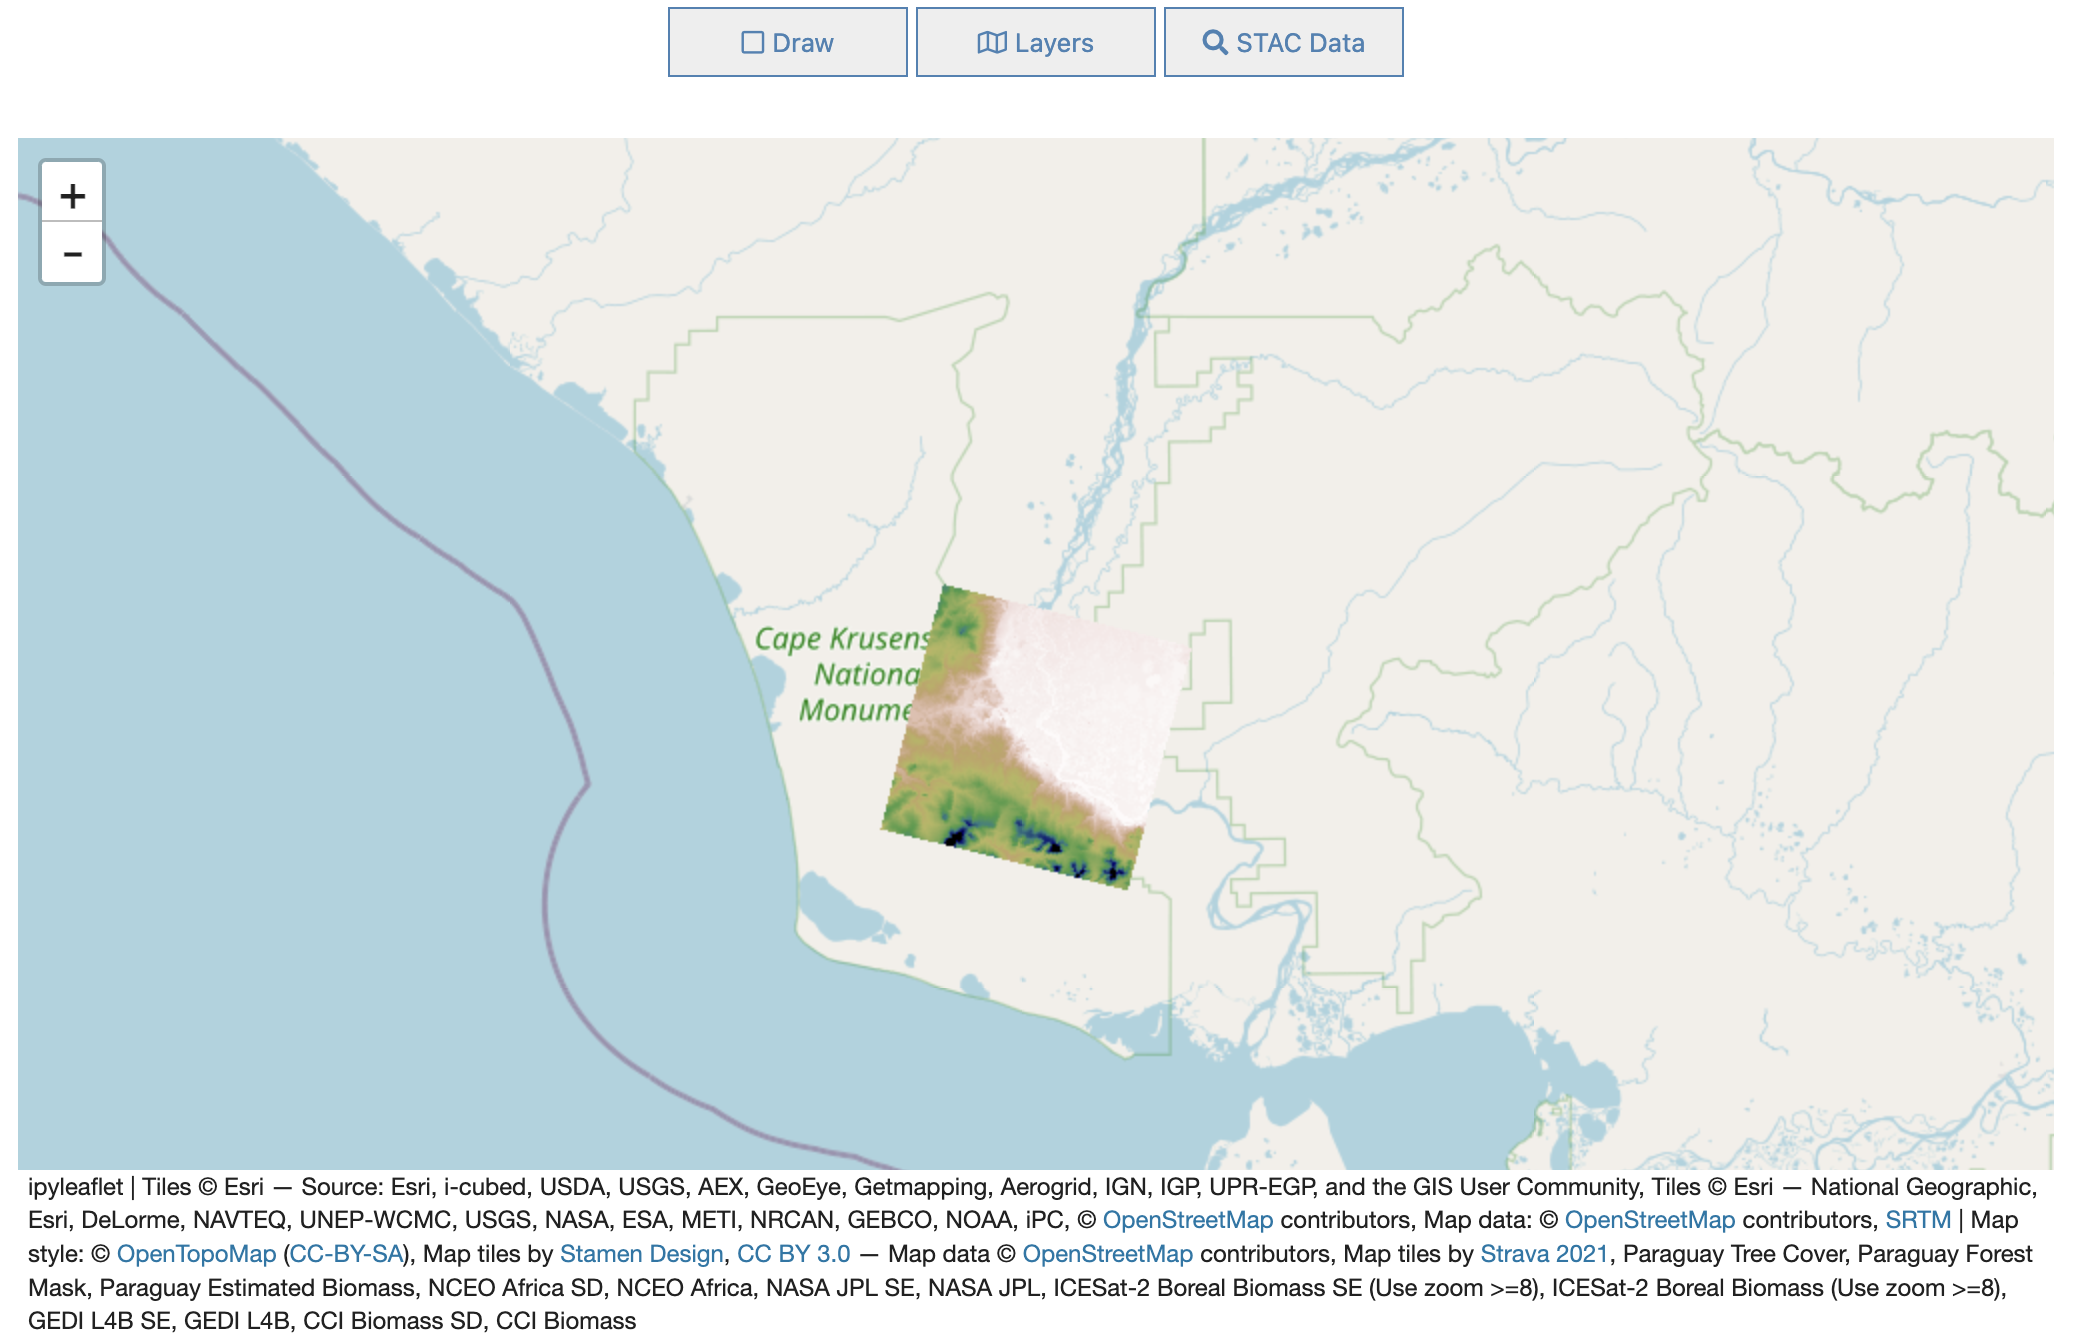 Draw
Layers
STAC Data
+
-
Cape Krusens
Nationa
Monume
ipyleaflet | Tiles © Esri — Source: Esri, i-cubed, USDA, USGS, AEX, GeoEye, Getmapping, Aerogrid, IGN, IGP, UPR-EGP, and the GIS User Community, Tiles © Esri — National Geographic,
Esri, DeLorme, NAVTEQ, UNEP-WCMC, USGS, NASA, ESA, METI, NRCAN, GEBCO, NOAA, iPC, © OpenStreetMap contributors, Map data: © OpenStreetMap contributors, SRTM | Map
style: © OpenTopoMap (CC-BY-SA), Map tiles by Stamen Design, CC BY 3.0 — Map data © OpenStreetMap contributors, Map tiles by Strava 2021, Paraguay Tree Cover, Paraguay Forest
Mask, Paraguay Estimated Biomass, NCEO Africa SD, NCEO Africa, NASA JPL SE, NASA JPL, ICESat-2 Boreal Biomass SE (Use zoom >=8), ICESat-2 Boreal Biomass (Use zoom >=8),
GEDI L4B SE, GEDI L4B, CCI Biomass SD, CCI Biomass